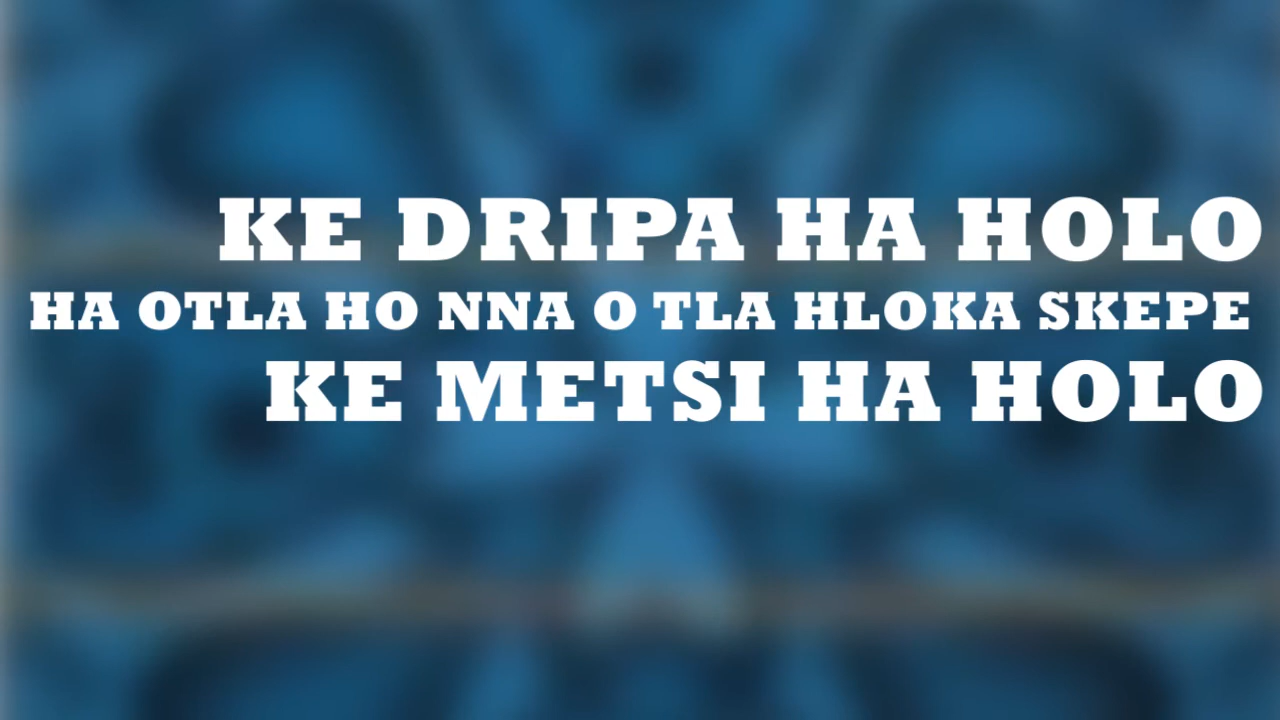 KE DRIPA HA HOLO
HA OTLA HO NNA O TLA HLOKA SKEPE
KE METSI HA HOLO